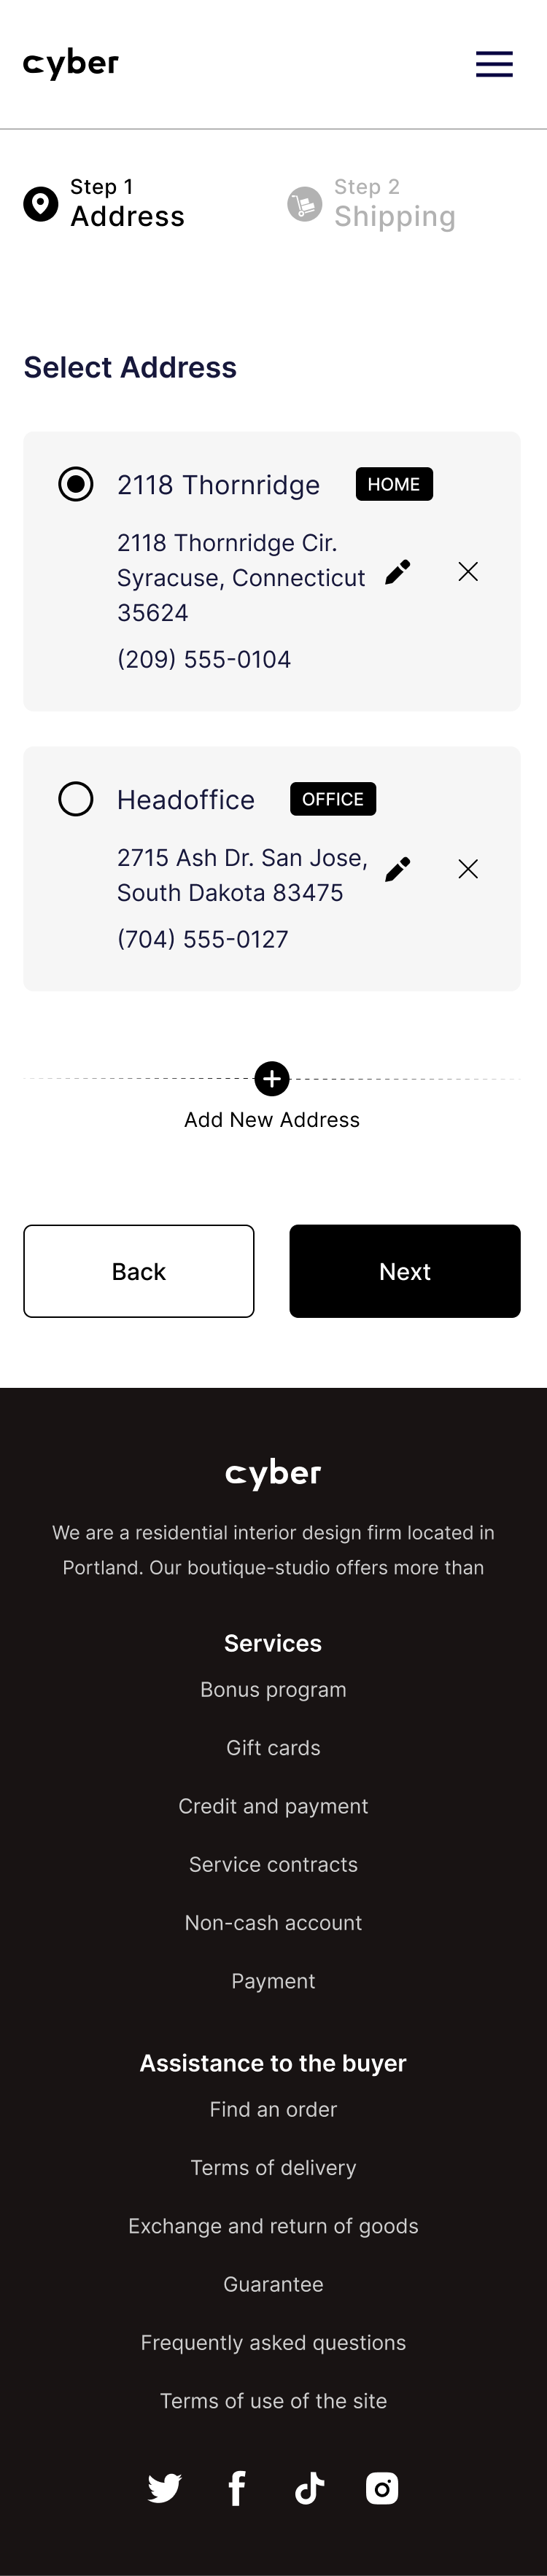 cyber
Step 1
Address
Step 2
Shipping
Select Address
2118 Thornridge
HOME
2118 Thornridge Cir.
Syracuse, Connecticut
35624
(209) 555-0104
Headoffice
OFFICE
2715 Ash Dr. San Jose,
South Dakota 83475
(704) 555-0127
Add New Address
Back
Next
cyber
We are a residential interior design firm located in
Portland. Our boutique-studio offers more than
Services
Bonus program
Gift cards
Credit and payment
Service contracts
Non-cash account
Payment
Assistance to the buyer
Find an order
Terms of delivery
Exchange and return of goods
Guarantee
Frequently asked questions
Terms of use of the site